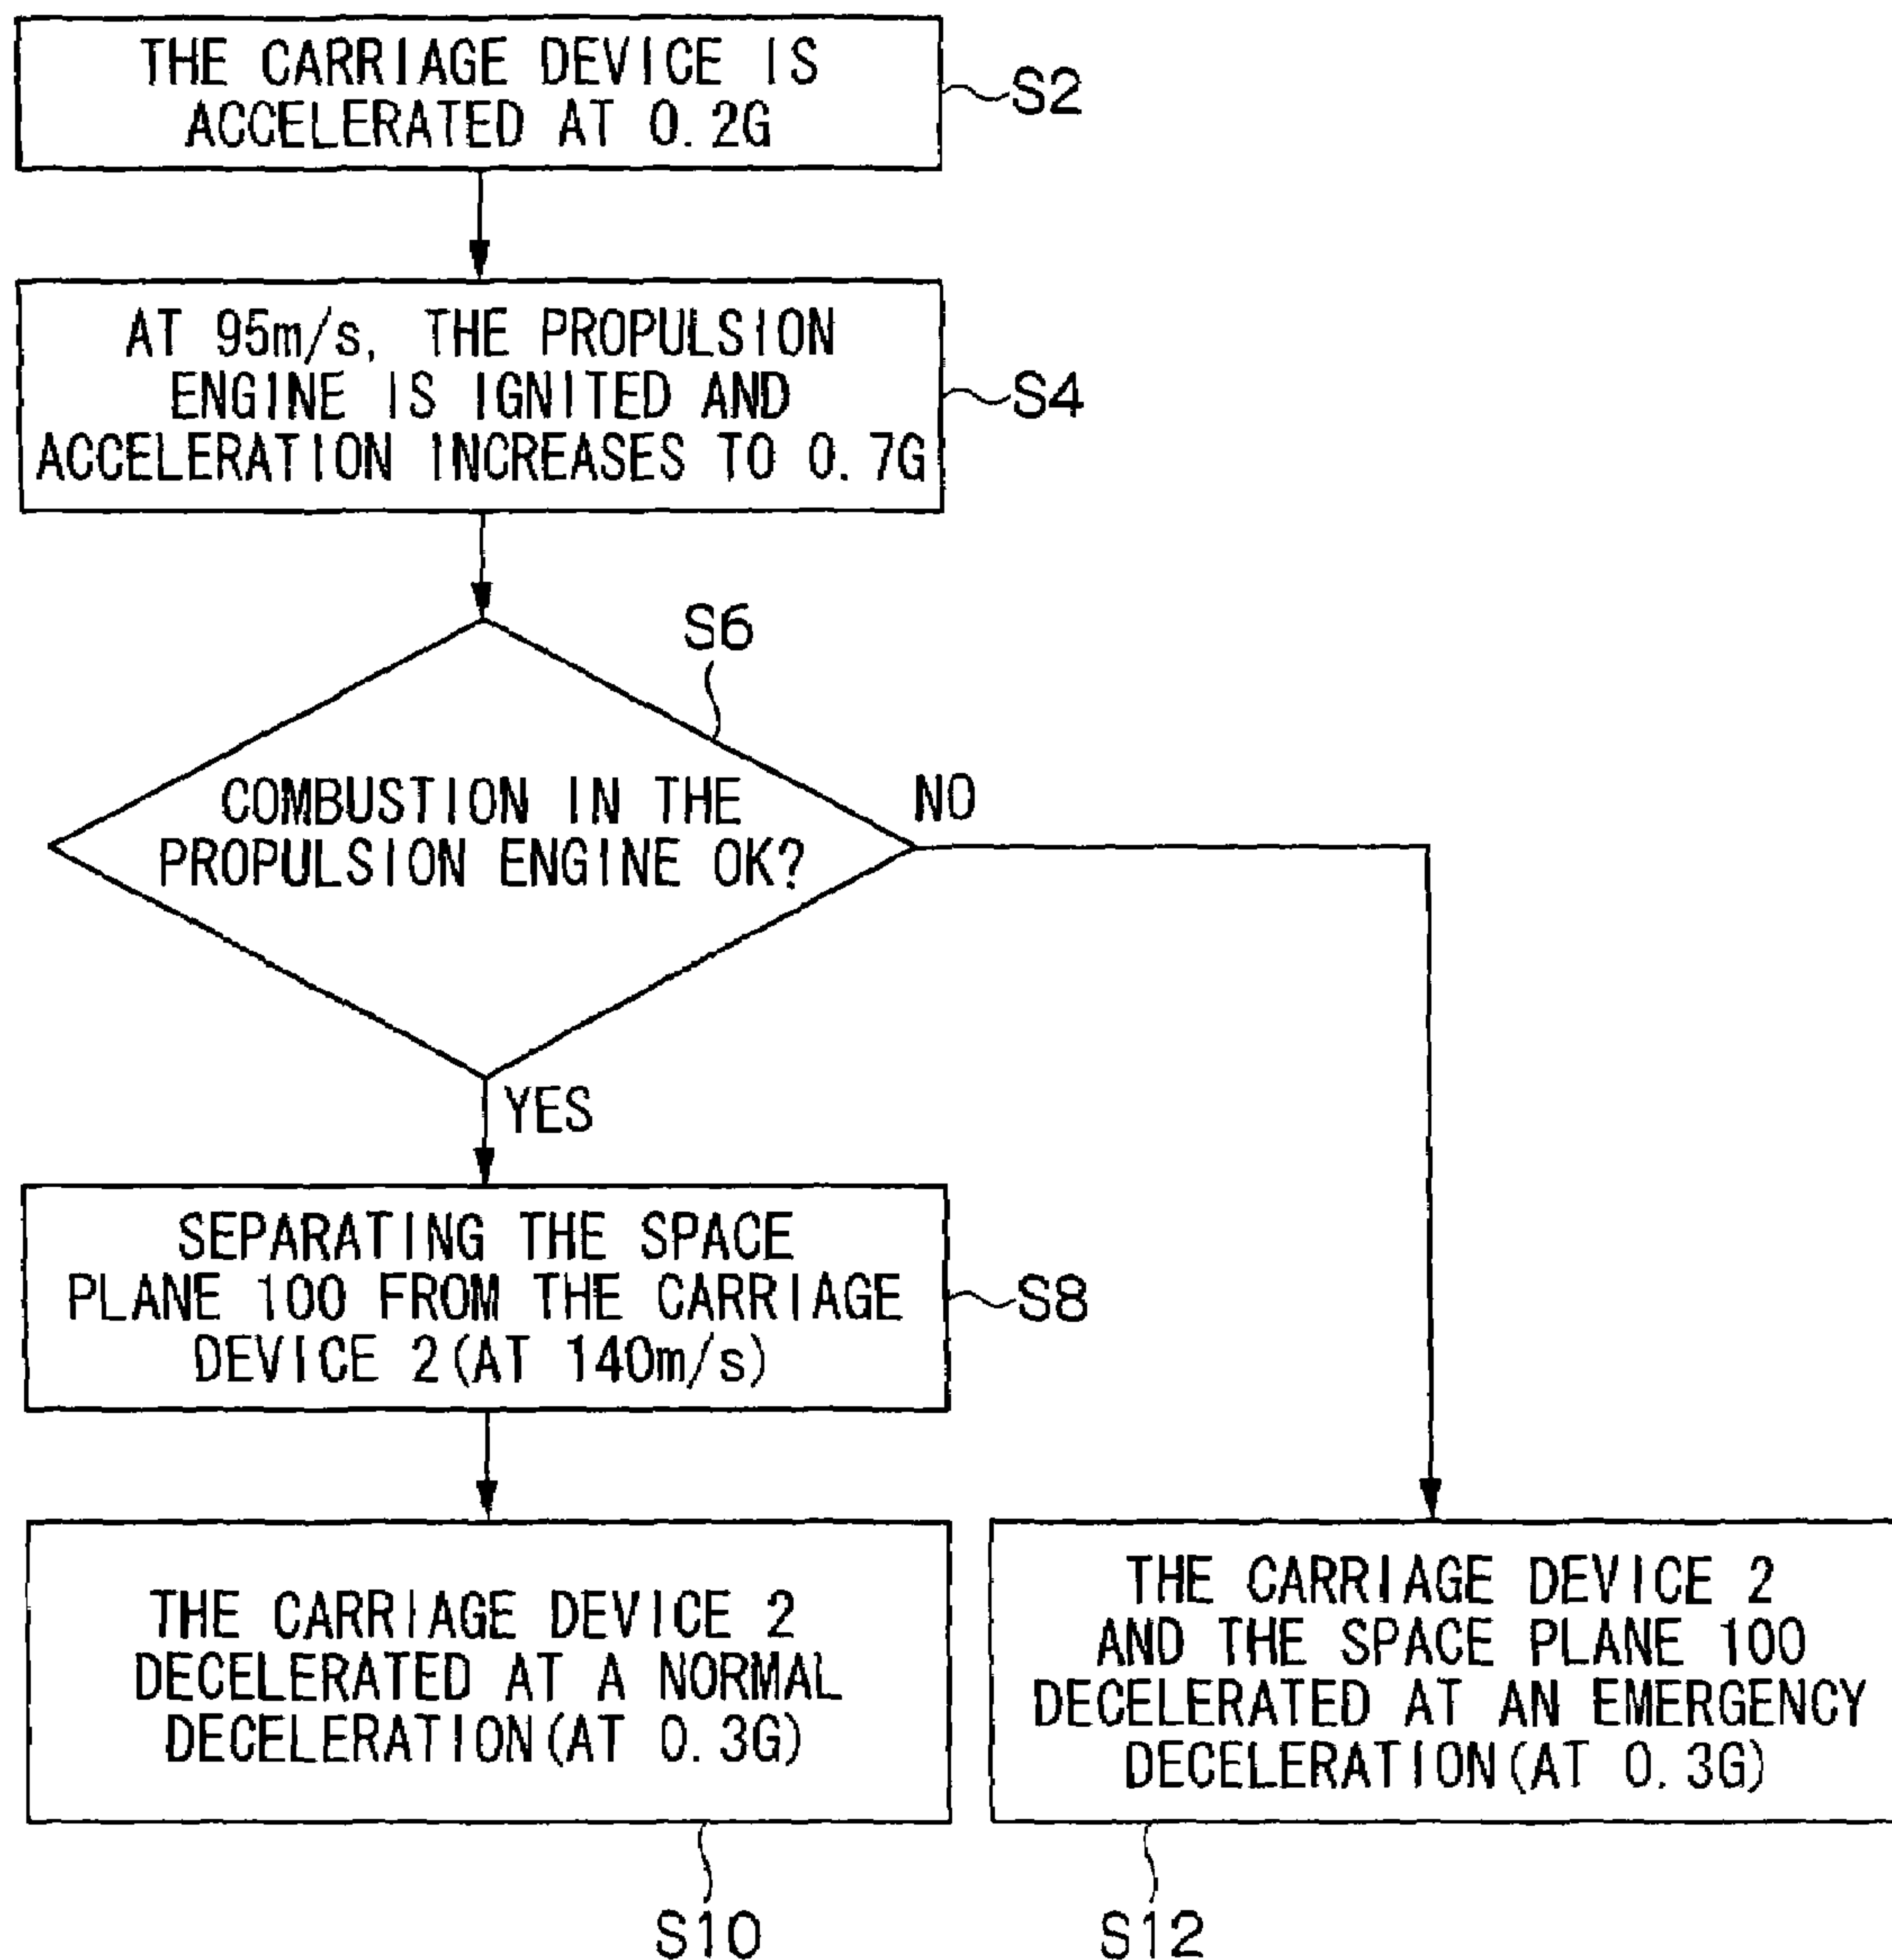 THE CARRIAGE DEVICE IS
ACCELERATED AT 0.2G
S2
AT 95m/s, THE PROPULSION
ENGINE IS IGNITED AND
ACCELERATION INCREASES TO 0.7G
S4
S6
COMBUSTION IN THE
PROPULSION ENGINE OK?
NO
YES
SEPARATING THE SPACE
PLANE 100 FROM THE CARRIAGE
DEVICE 2(AT 140m/s)
S8
THE CARRIAGE DEVICE 2
DECELERATED AT A NORMAL
DECELERATION(AT 0.3G)
S10
THE CARRIAGE DEVICE 2
AND THE SPACE PLANE 100
DECELERATED AT AN EMERGENCY
DECELERATION(AT 0.3G)
S12